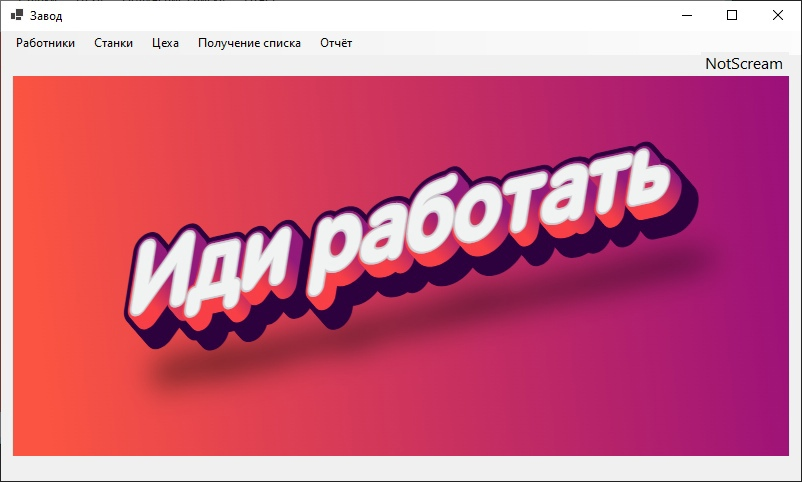 Завод
Работники Станки Цеха Получение списка Отчёт
NotScream
Иди работать